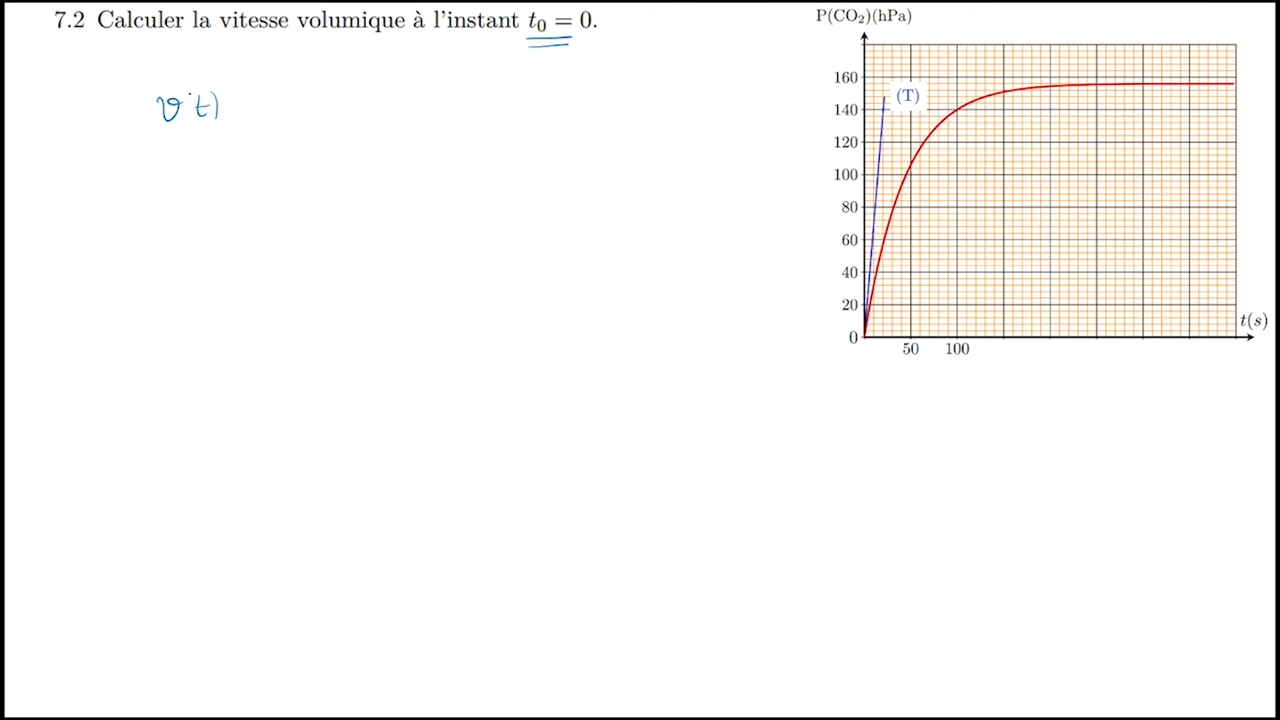 7.2 Calculer la vitesse volumique à l'instant t₀ = 0.
v(t)
P(CO₂)(hPa)
160
140
120
100
80
60
40
20
0
(T)
50
100
t(s)